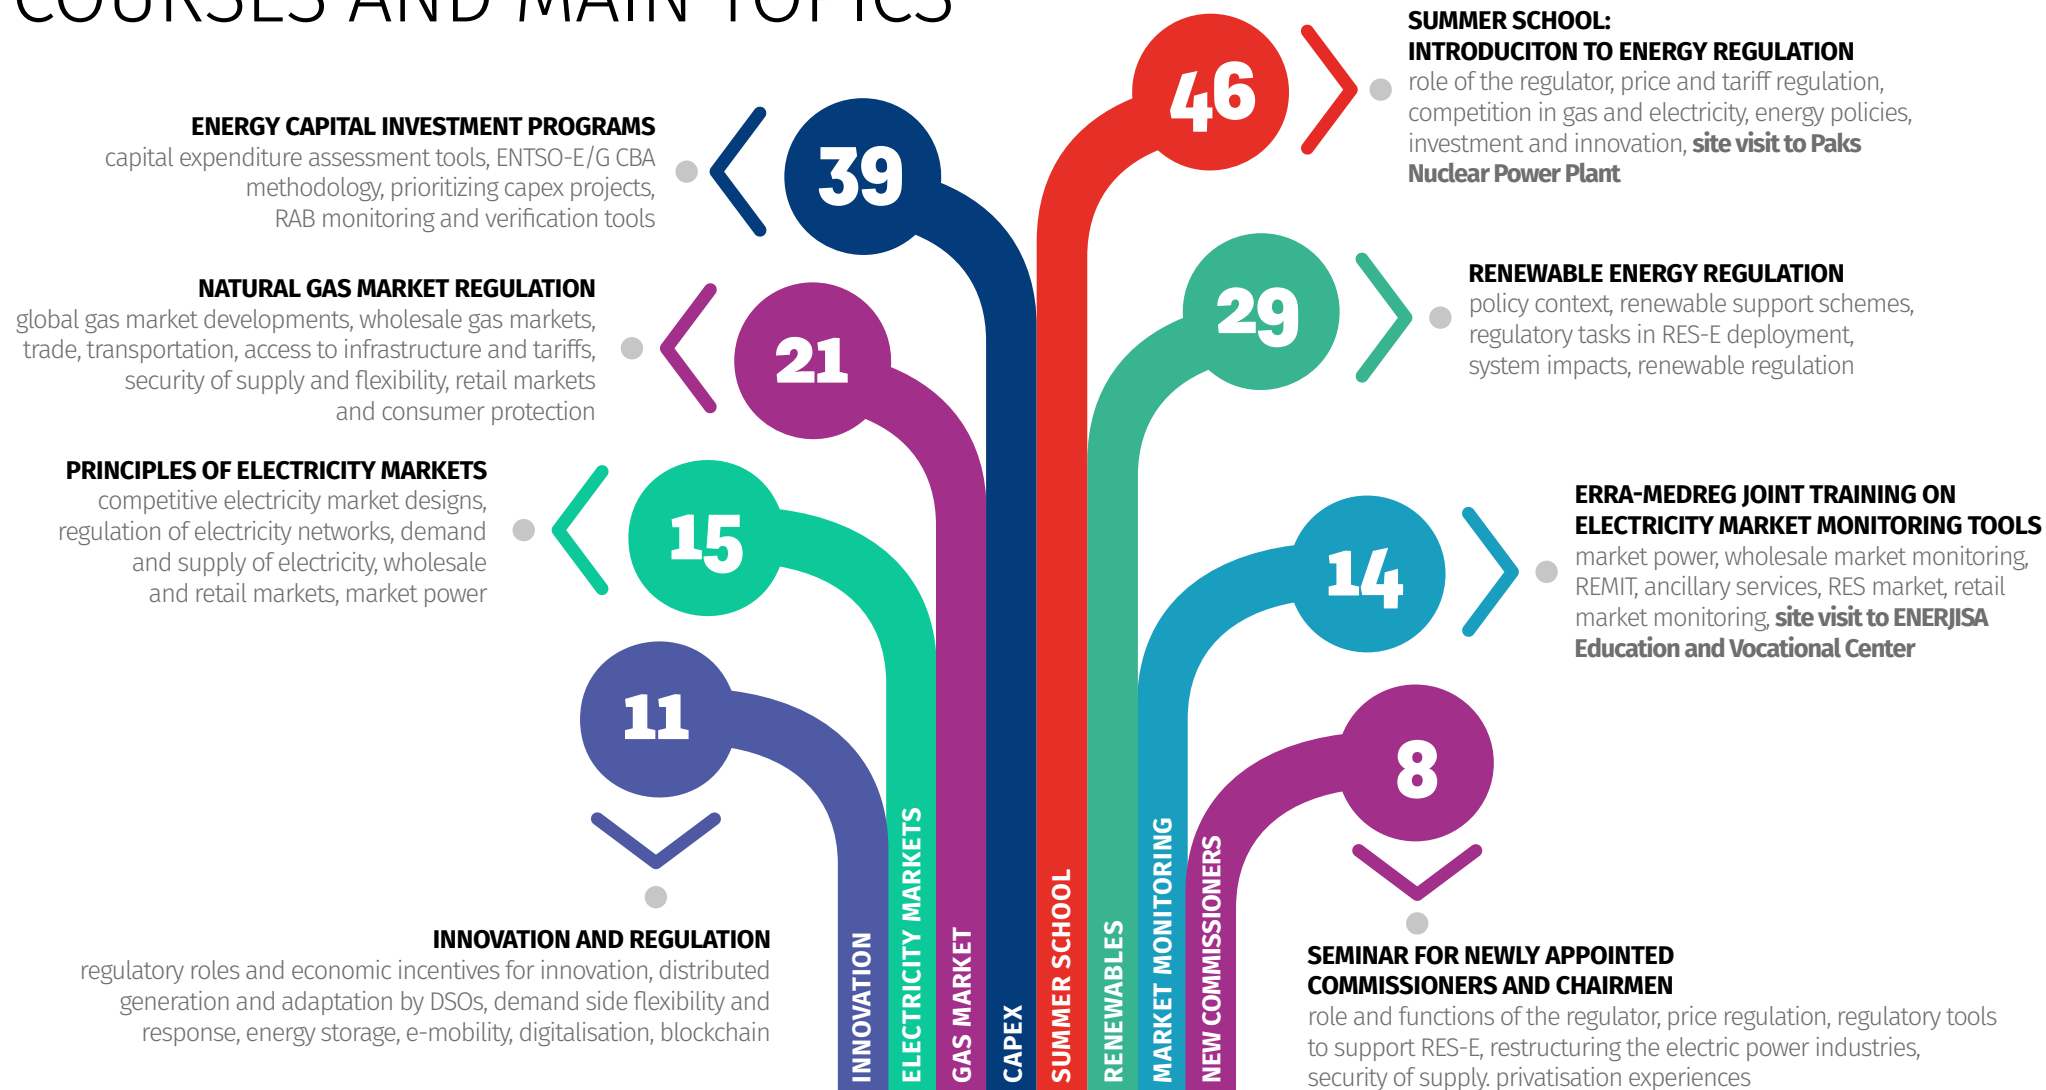 COURSES AND MAIN TOPICS
ENERGY CAPITAL INVESTMENT PROGRAMS
capital expenditure assessment tools, ENTSO-E/G CBA
methodology, prioritizing capex projects,
RAB monitoring and verification tools
39
NATURAL GAS MARKET REGULATION
global gas market developments, wholesale gas markets,
trade, transportation, access to infrastructure and tariffs,
security of supply and flexibility, retail markets
and consumer protection
21
PRINCIPLES OF ELECTRICITY MARKETS
competitive electricity market designs,
regulation of electricity networks, demand
and supply of electricity, wholesale
and retail markets, market power
15
11
INNOVATION AND REGULATION
regulatory roles and economic incentives for innovation, distributed
generation and adaptation by DSOs, demand side flexibility and
response, energy storage, e-mobility, digitalisation, blockchain
INNOVATION
ELECTRICITY MARKETS
GAS MARKET
CAPEX
SUMMER SCHOOL
RENEWABLES
MARKET MONITORING
NEW COMMISSIONERS
46
SUMMER SCHOOL:
INTRODUCITON TO ENERGY REGULATION
role of the regulator, price and tariff regulation,
competition in gas and electricity, energy policies,
investment and innovation, site visit to Paks
Nuclear Power Plant
29
RENEWABLE ENERGY REGULATION
policy context, renewable support schemes,
regulatory tasks in RES-E deployment,
system impacts, renewable regulation
14
ERRA-MEDREG JOINT TRAINING ON
ELECTRICITY MARKET MONITORING TOOLS
market power, wholesale market monitoring,
REMIT, ancillary services, RES market, retail
market monitoring, site visit to ENERJISA
Education and Vocational Center
8
SEMINAR FOR NEWLY APPOINTED
COMMISSIONERS AND CHAIRMEN
role and functions of the regulator, price regulation, regulatory tools
to support RES-E, restructuring the electric power industries,
security of supply. privatisation experiences